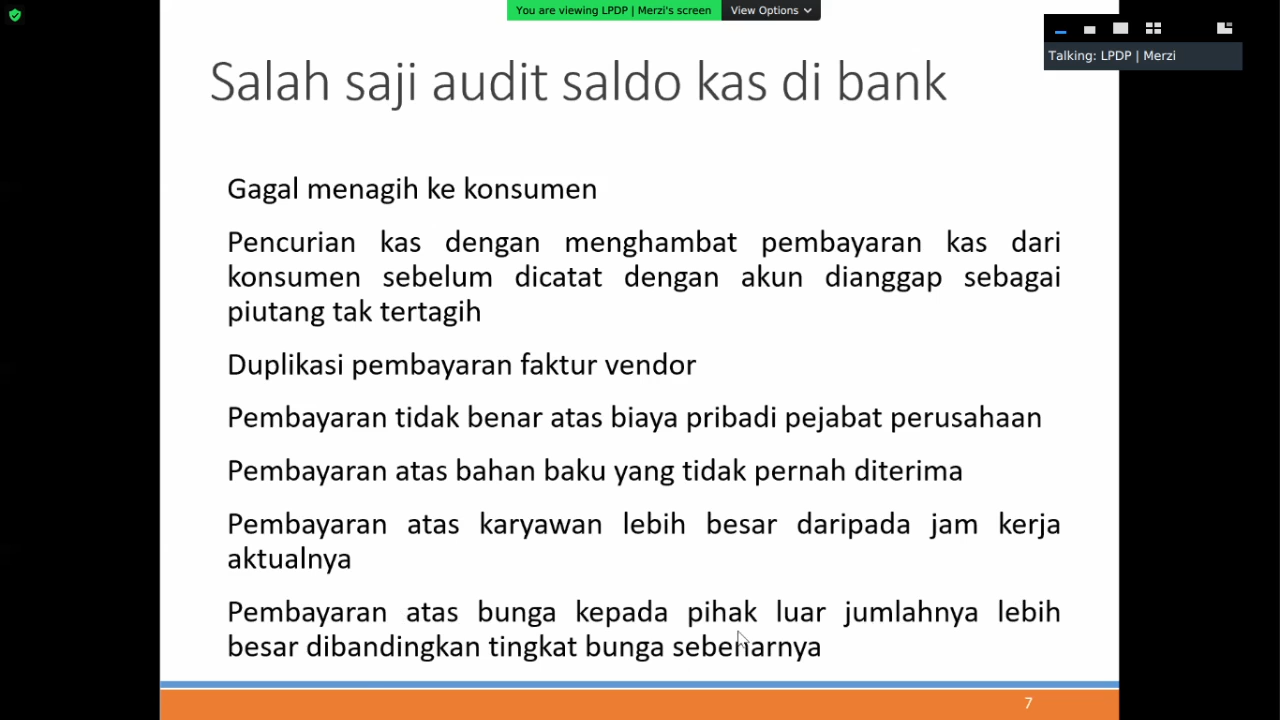 You are viewing LPDP | Merzi's screen
View Options
Talking: LPDP | Merzi
Salah saji audit saldo kas di bank
Gagal menagih ke konsumen
Pencurian kas dengan menghambat pembayaran kas dari
konsumen sebelum dicatat dengan akun dianggap sebagai
piutang tak tertagih
Duplikasi pembayaran faktur vendor
Pembayaran tidak benar atas biaya pribadi pejabat perusahaan
Pembayaran atas bahan baku yang tidak pernah diterima
Pembayaran atas karyawan lebih besar daripada jam kerja
aktualnya
Pembayaran atas bunga kepada pihak luar jumlahnya lebih
besar dibandingkan tingkat bunga sebenarnya
7